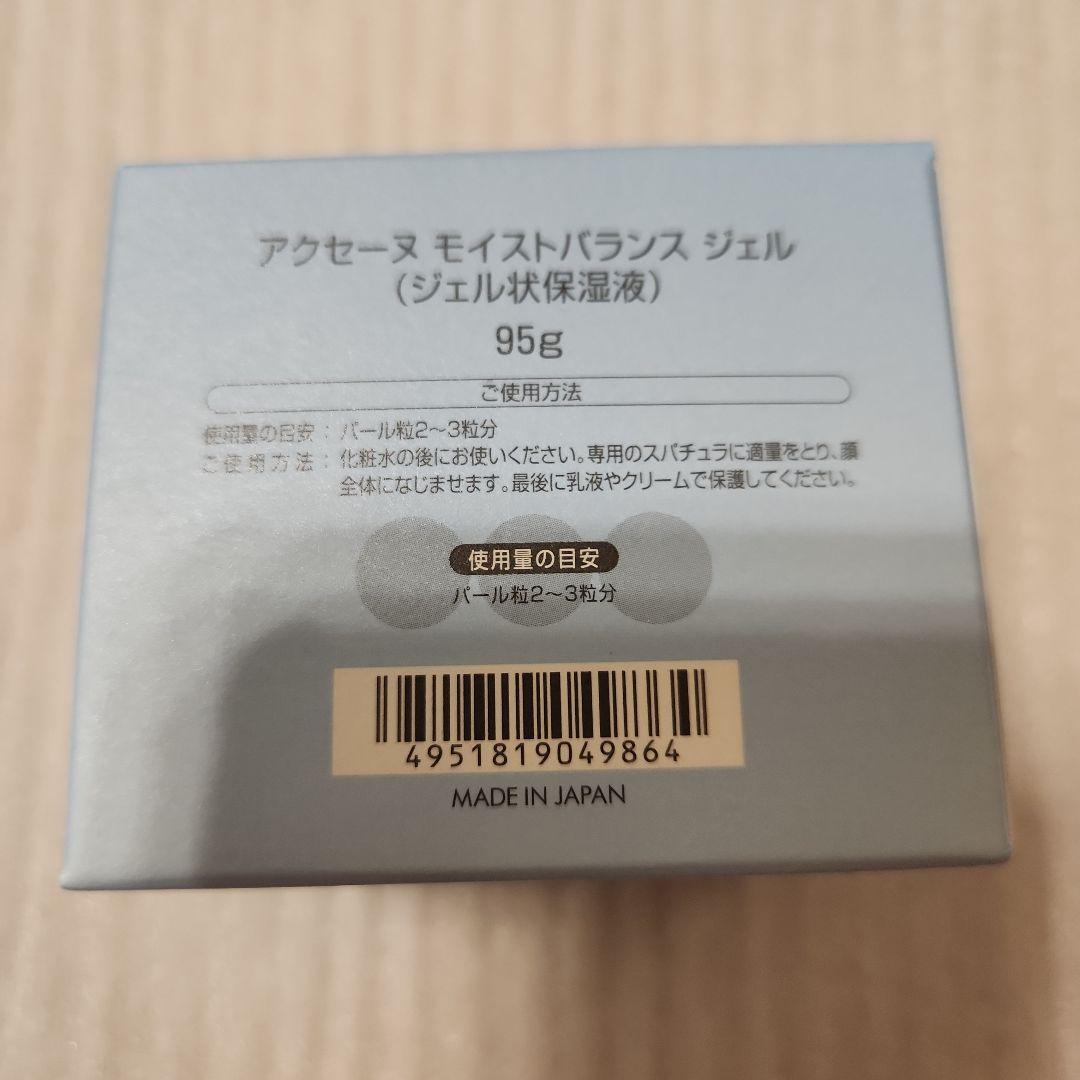 アクセーヌ モイストバランス ジェル
(ジェル状保湿液)
95g
ご使用方法
使用量の目安：パール粒2〜3粒分
ご使用方法：化粧水の後にお使いください。専用のスパチュラに適量をとり、顔
全体になじませます。最後に乳液やクリームで保護してください。
使用量の目安
パール粒2〜3粒分
4951819049864
MADE IN JAPAN